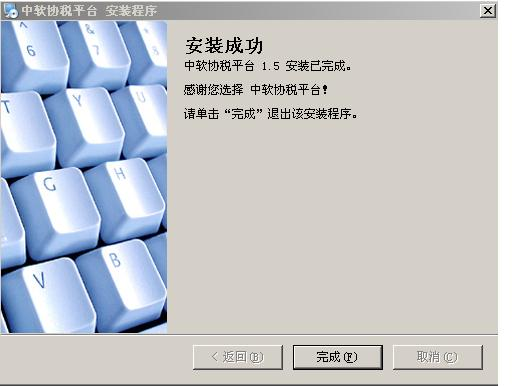 中软协税平台 安装程序
安装成功
中软协税平台 1.5 安装已完成。
感谢您选择 中软协税平台!
请单击“完成”退出该安装程序。
^
6
&
7
T
Y
U
G
H
V
B
< 返回(B)
完成(F)
取消(C)